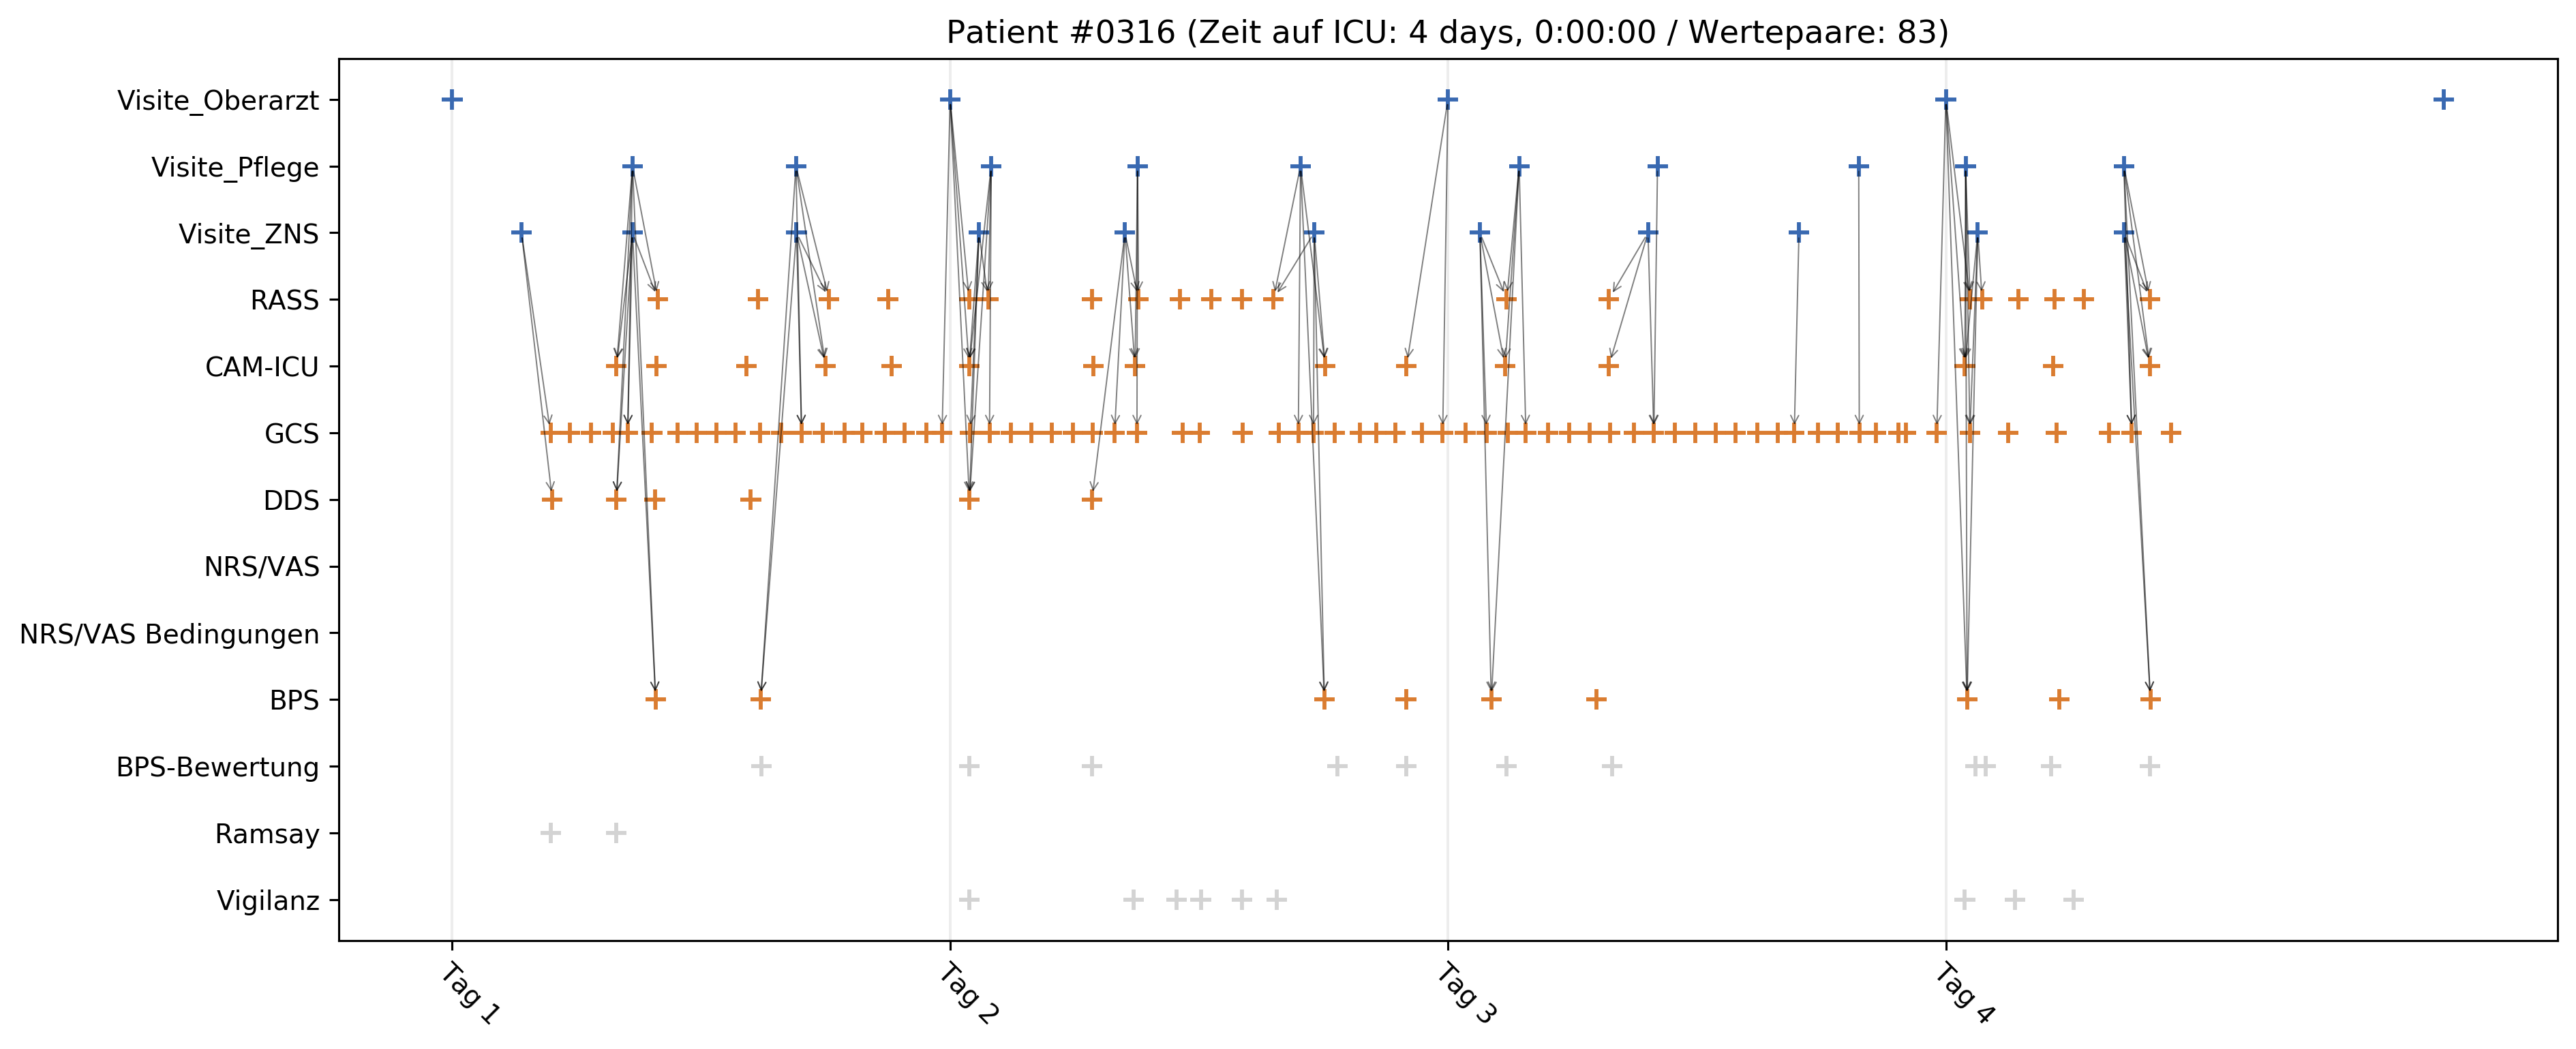 Patient #0316 (Zeit auf ICU: 4 days, 0:00:00 / Wertepaare: 83)
Visite_Oberarzt
Visite_Pflege
Visite_ZNS
RASS
CAM-ICU
GCS
DDS
NRS/VAS
NRS/VAS Bedingungen
BPS
BPS-Bewertung
Ramsay
Vigilanz
Tag 1
Tag 2
Tag 3
Tag 4